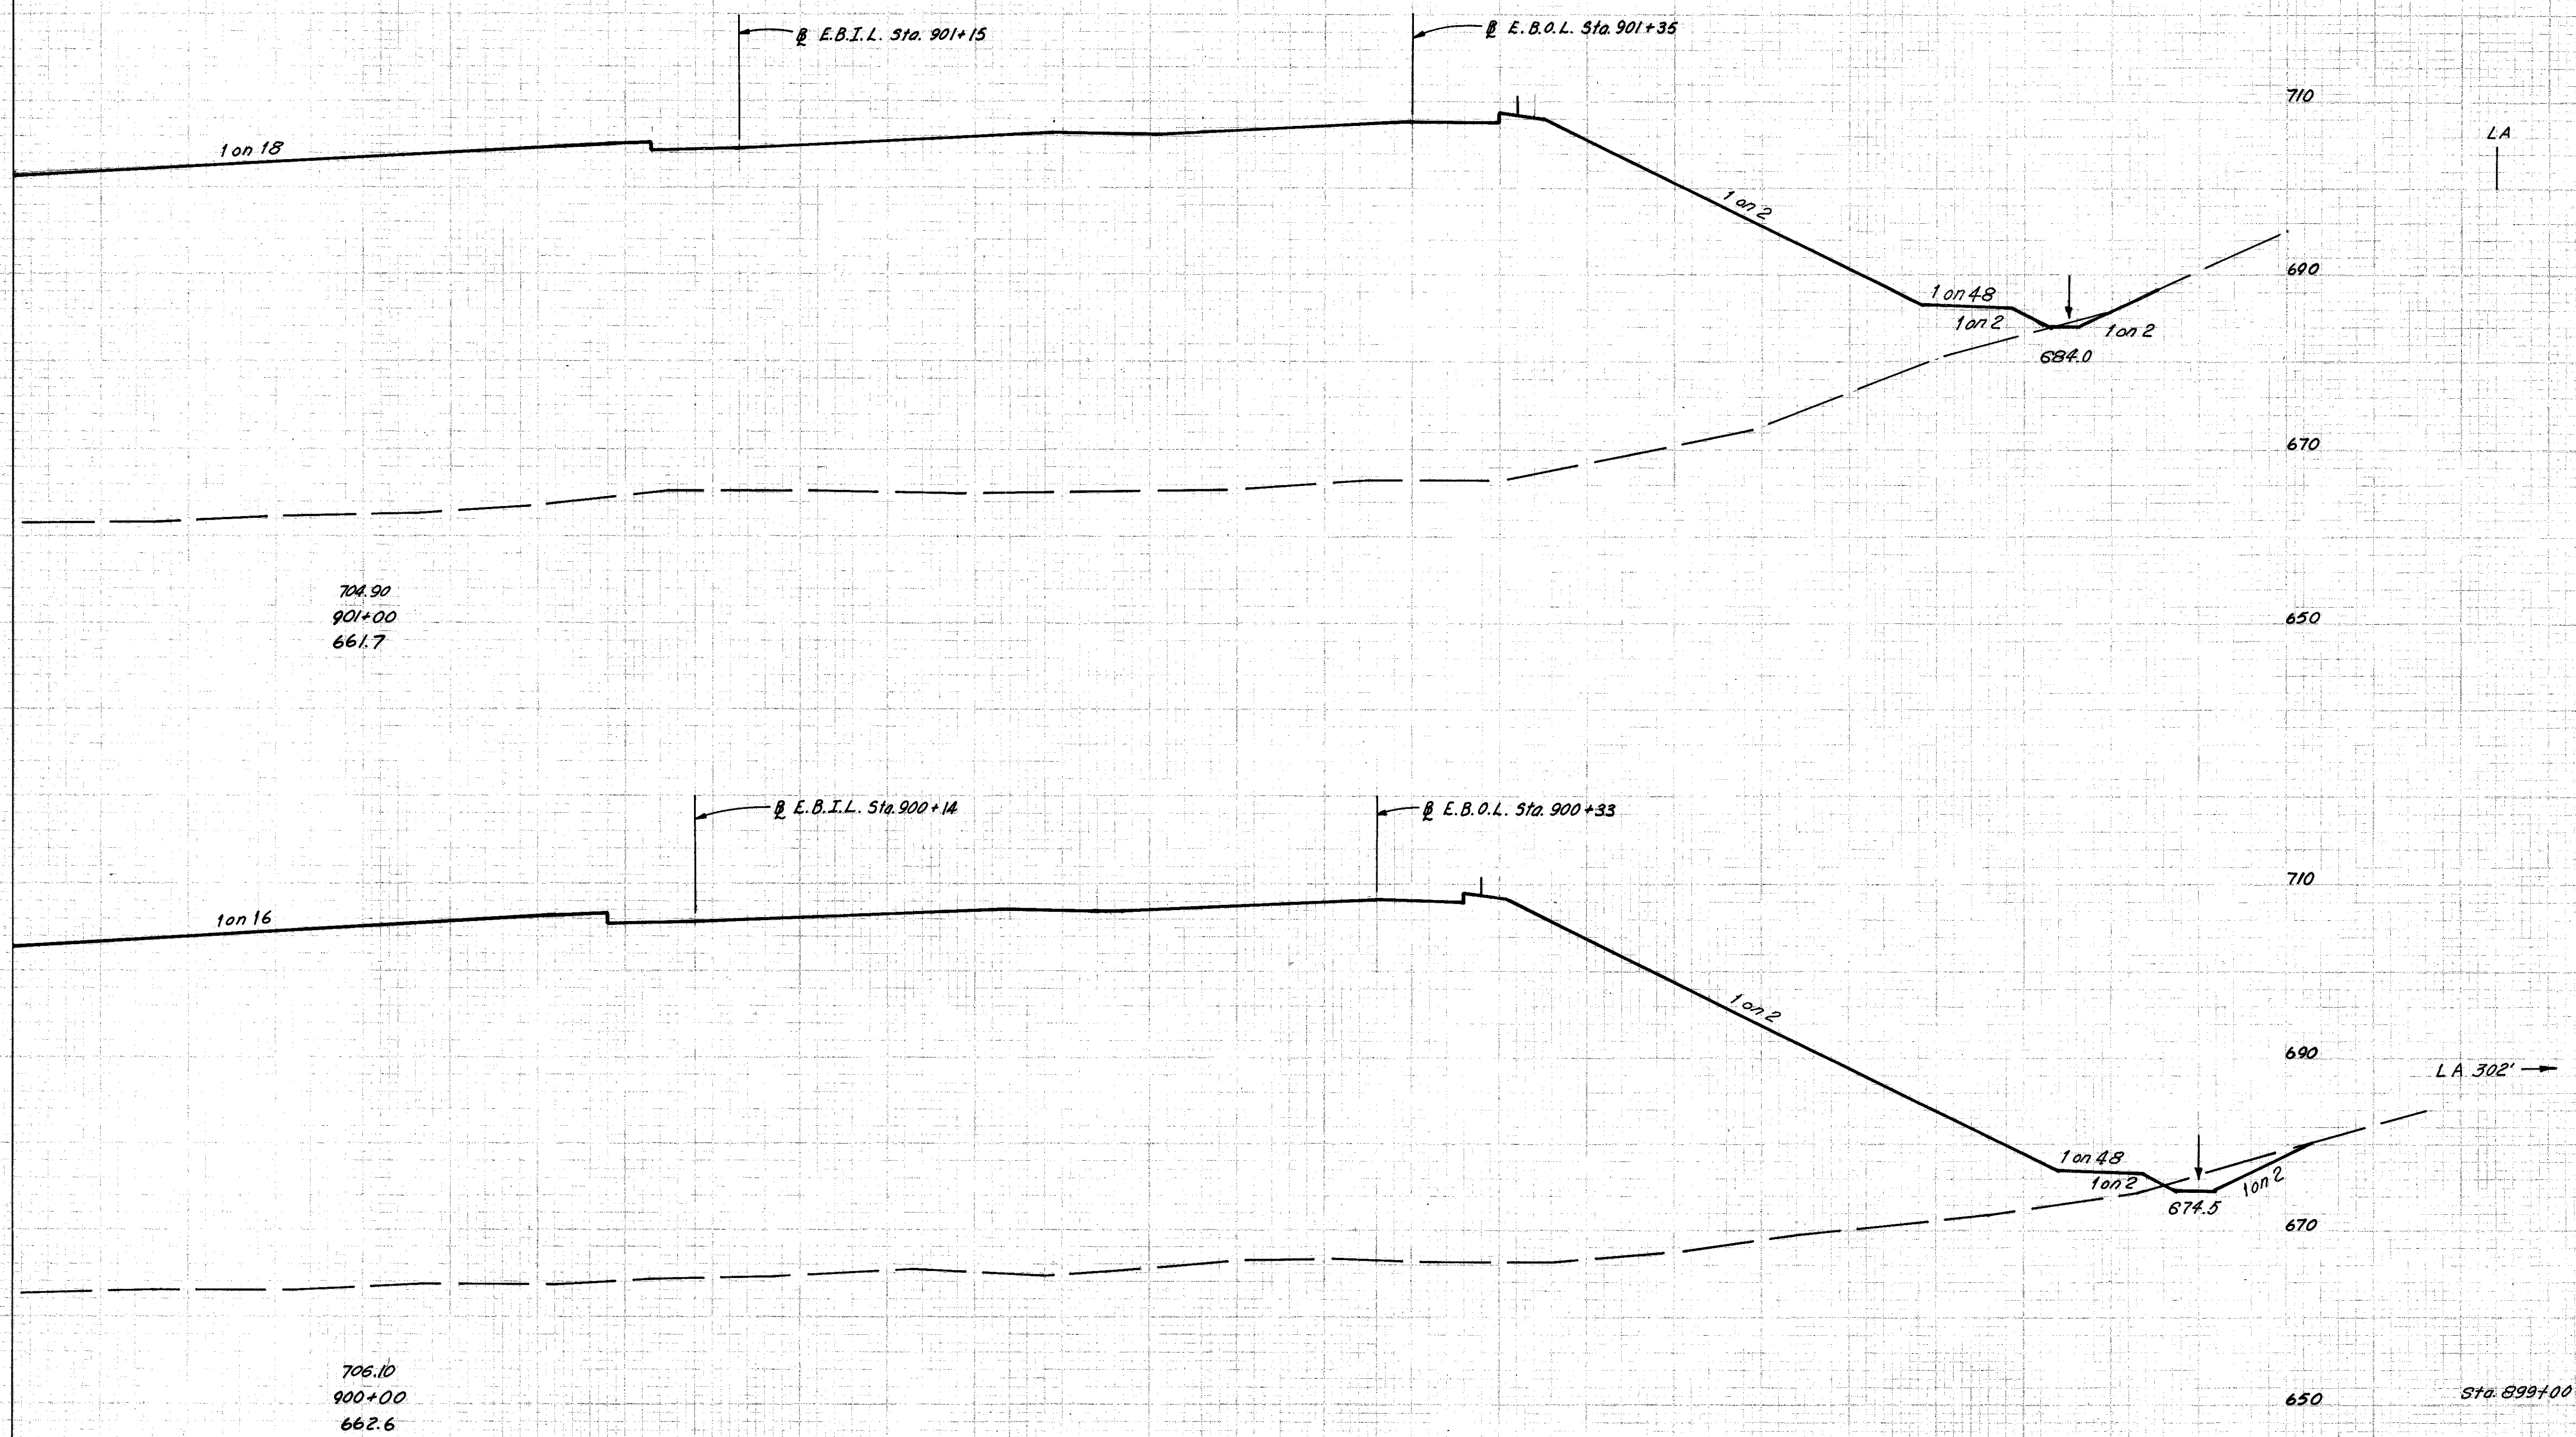 ℄ E.B.I.L. Sta. 901+15
℄ E.B.O.L. Sta. 901+35
710
LA
1 on 18
1 on 2
690
1 on 48
1 on 2
1 on 2
684.0
670
704.90
901+00
661.7
650
℄ E.B.I.L. Sta. 900+14
℄ E.B.O.L. Sta. 900+33
710
1 on 16
1 on 2
690
LA 302'
1 on 48
1 on 2
1 on 2
674.5
670
706.10
900+00
662.6
650
Sta. 899+00